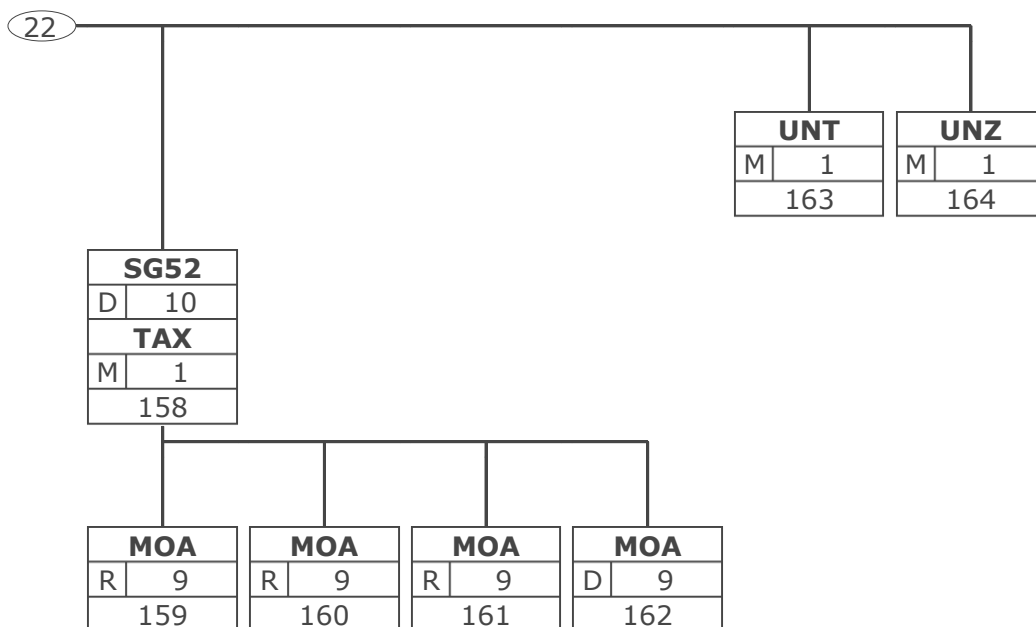 22
UNT UNZ
M 1 M 1
163 164
SG52
D 10
TAX
M 1
158
MOA MOA MOA MOA
R 9 R 9 R 9 D 9
159 160 161 162